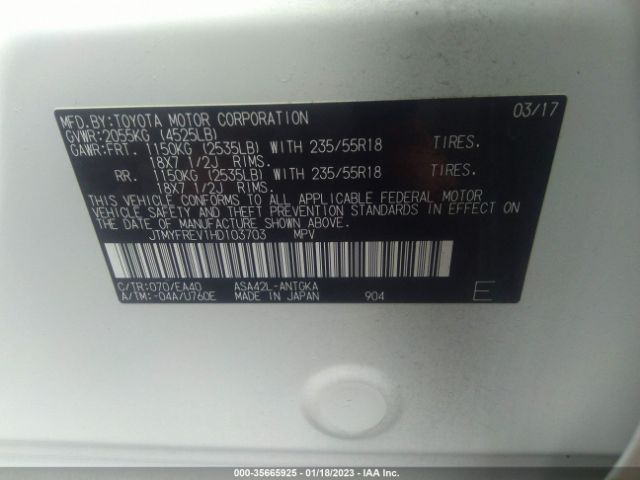 MFD.BY:TOYOTA MOTOR CORPORATION 03/17
GVWR:2055KG (4525LB)
GAWR:FRT. 1150KG (2535LB) WITH 235/55R18 TIRES.
18X7 1/2J RIMS.
RR. 1150KG (2535LB) WITH 235/55R18 TIRES.
18X7 1/2J RIMS.
THIS VEHICLE CONFORMS TO ALL APPLICABLE FEDERAL MOTOR
VEHICLE SAFETY AND THEFT PREVENTION STANDARDS IN EFFECT ON
THE DATE OF MANUFACTURE SHOWN ABOVE.
JTMYFREV1HD103703 MPV
C/TR:070/EA40 ASA42L-ANTGKA
A/TM:-04A/U760E MADE IN JAPAN 904 E
000-35665925 - 01/18/2023 - IAA Inc.